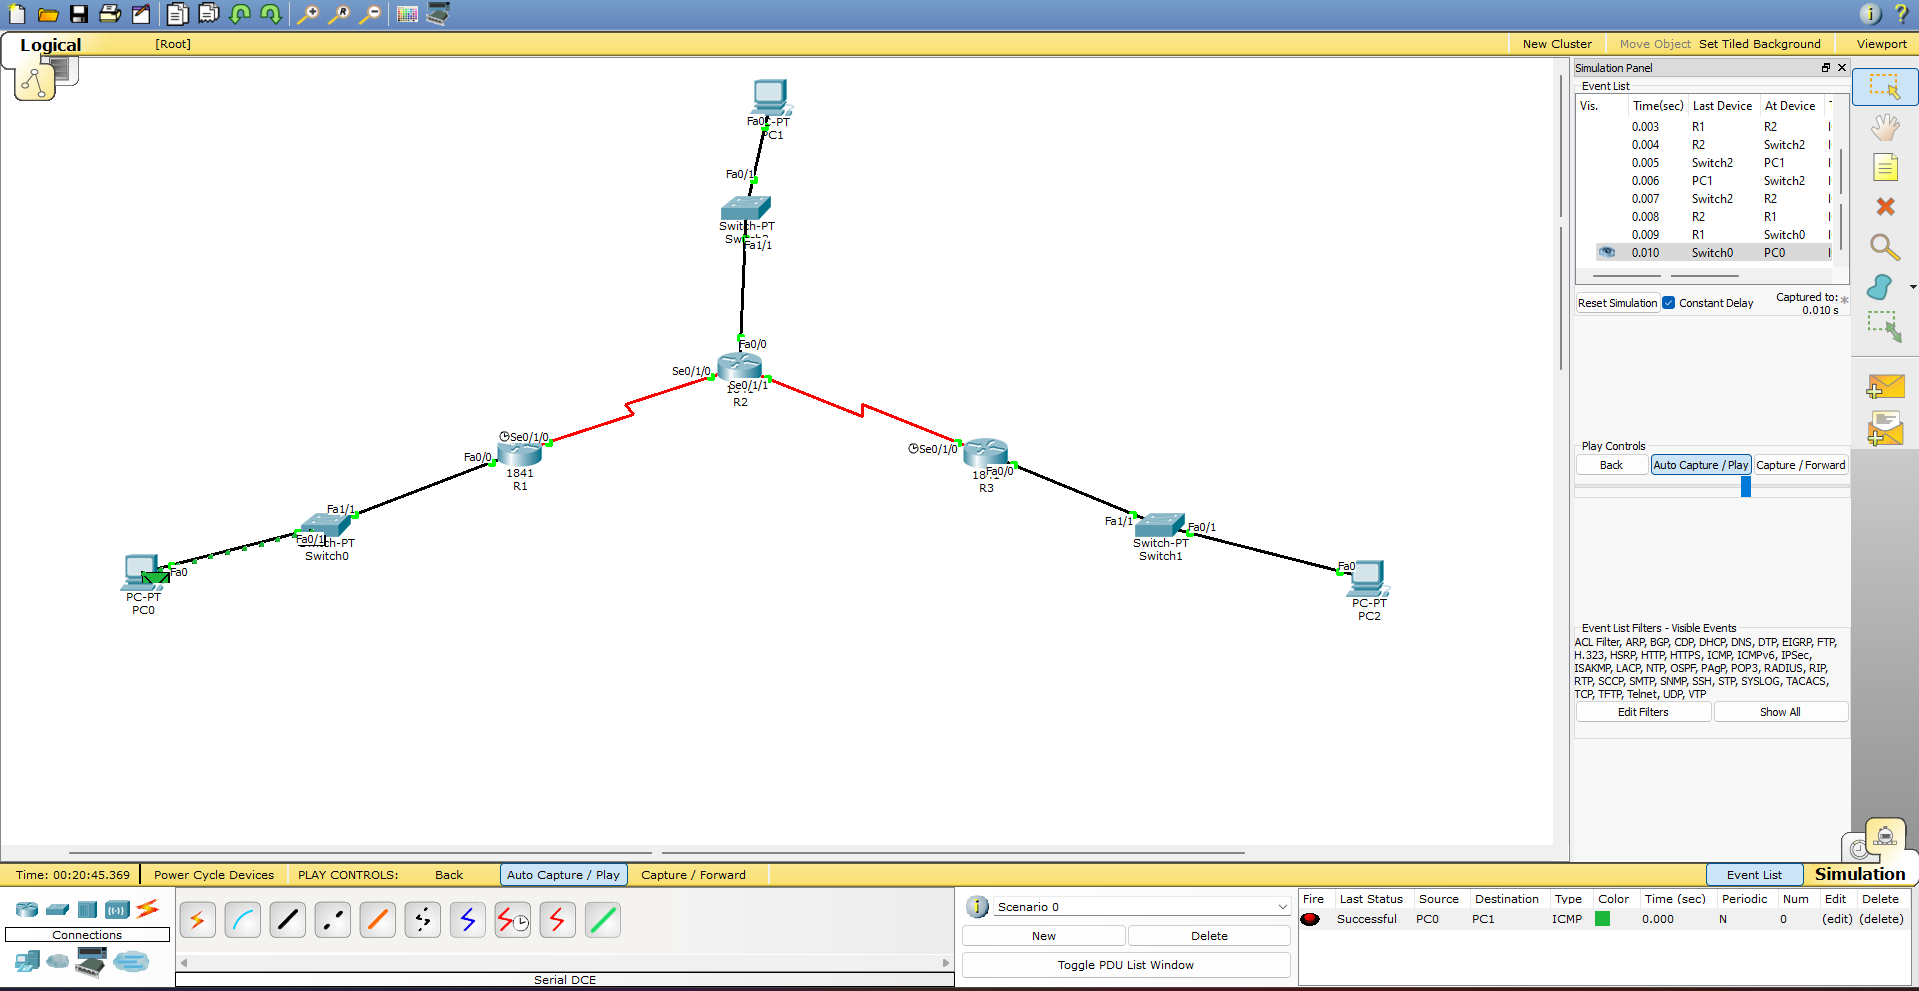 Logical
[Root]
New Cluster
Move Object
Set Tiled Background
Viewport
Simulation Panel
Event List
Vis.
Time(sec)
Last Device
At Device
0.003 R1 R2
0.004 R2 Switch2
0.005 Switch2 PC1
0.006 PC1 Switch2
0.007 Switch2 R2
0.008 R2 R1
0.009 R1 Switch0
0.010 Switch0 PC0
Reset Simulation
Constant Delay
Captured to:
0.010 s
Play Controls
Back
Auto Capture / Play
Capture / Forward
Event List Filters - Visible Events
ACL Filter, ARP, BGP, CDP, DHCP, DNS, DTP, EIGRP, FTP,
H.323, HSRP, HTTP, HTTPS, ICMP, ICMPv6, IPSec,
ISAKMP, LACP, NTP, OSPF, PAgP, POP3, RADIUS, RIP,
RTP, SCCP, SMTP, SNMP, SSH, STP, SYSLOG, TACACS,
TCP, TFTP, Telnet, UDP, VTP
Edit Filters
Show All
Fa0
PC1
Fa0/1
Switch-PT
Fa1/1
Fa0/0
Se0/1/0
Se0/1/1
R2
Se0/1/0
Fa0/0
1841
R1
Fa1/1
Fa0/1
Switch0
Fa0
PC-PT
PC0
Se0/1/0
Fa0/0
R3
Fa1/1
Fa0/1
Switch-PT
Switch1
Fa0
PC-PT
PC2
Time: 00:20:45.369
Power Cycle Devices
PLAY CONTROLS:
Back
Auto Capture / Play
Capture / Forward
Event List
Simulation
Connections
Serial DCE
Scenario 0
New
Delete
Toggle PDU List Window
Fire Last Status Source Destination Type Color Time (sec) Periodic Num Edit Delete
Successful PC0 PC1 ICMP 0.000 N 0 (edit) (delete)